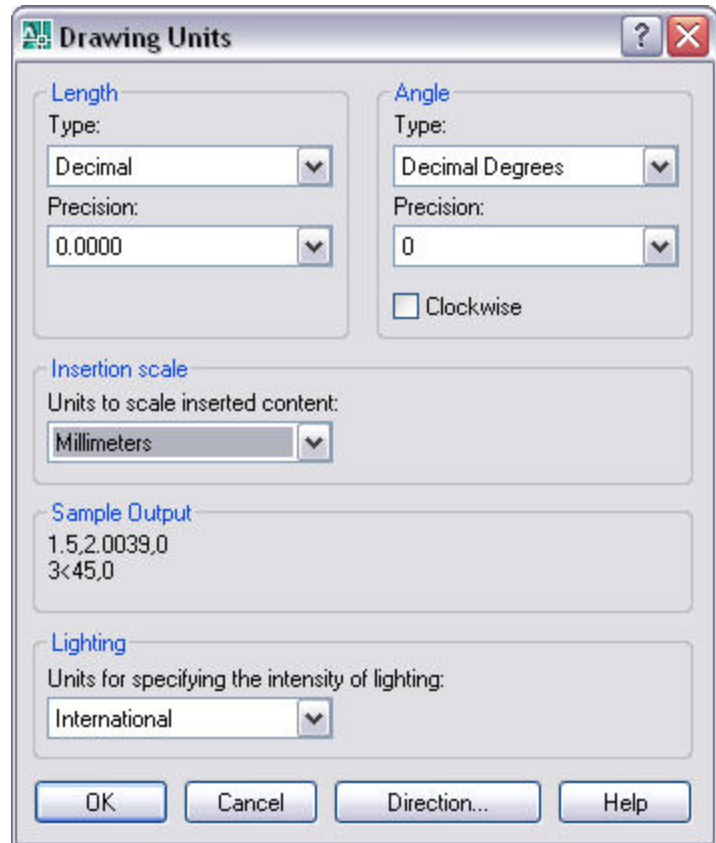 Drawing Units
Length
Type:
Decimal
Precision:
0.0000
Angle
Type:
Decimal Degrees
Precision:
0
Clockwise
Insertion scale
Units to scale inserted content:
Millimeters
Sample Output
1.5,2.0039,0
3<45,0
Lighting
Units for specifying the intensity of lighting:
International
OK Cancel Direction... Help